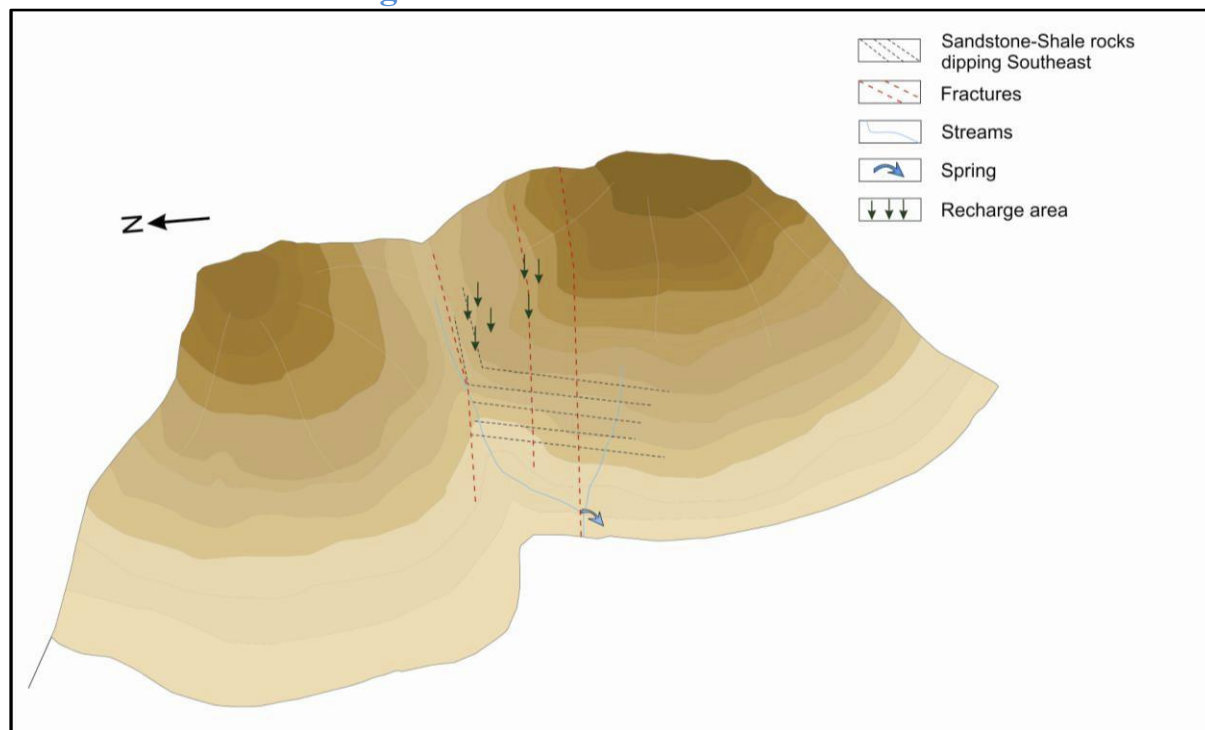 Sandstone-Shale rocks
dipping Southeast
Fractures
Streams
Spring
Recharge area
N